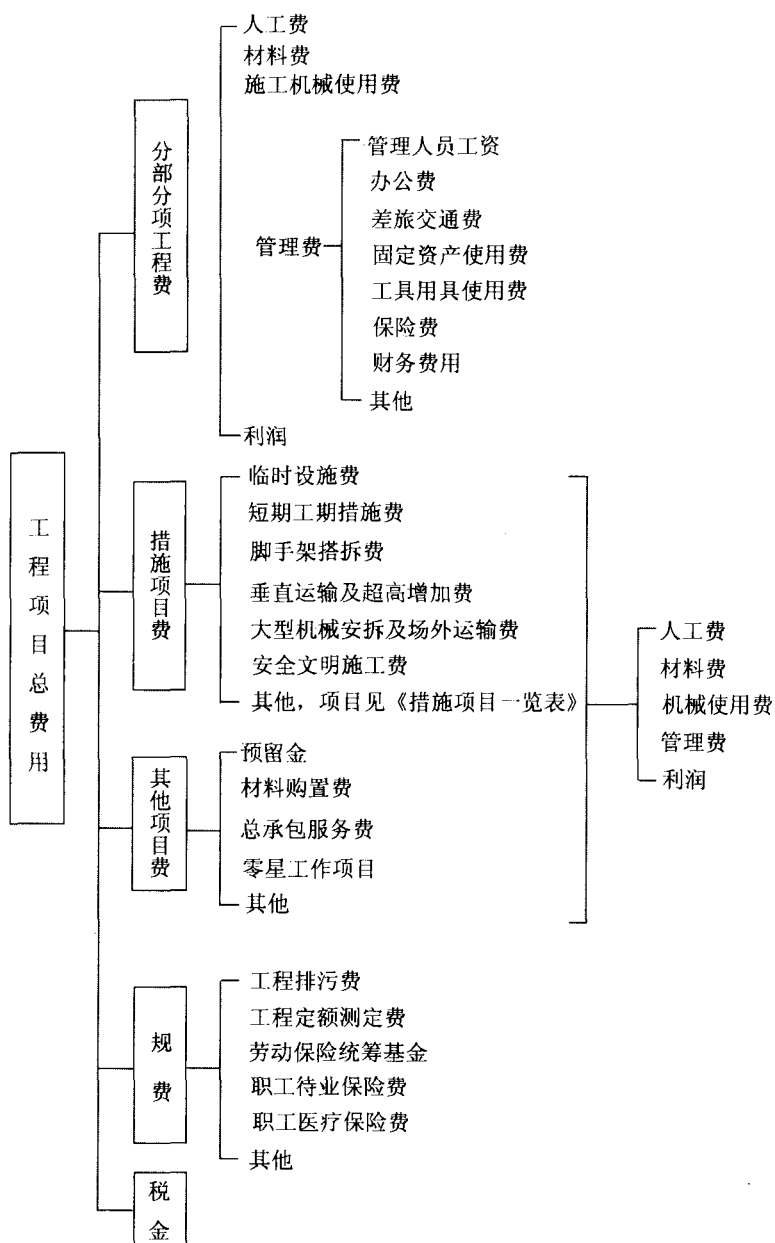 工程项目总费用
分部分项工程费
人工费
材料费
施工机械使用费
管理费
管理人员工资
办公费
差旅交通费
固定资产使用费
工具用具使用费
保险费
财务费用
其他
利润
措施项目费
临时设施费
短期工期措施费
脚手架搭拆费
垂直运输及超高增加费
大型机械安拆及场外运输费
安全文明施工费
其他，项目见《措施项目一览表》
其他项目费
预留金
材料购置费
总承包服务费
零星工作项目
其他
人工费
材料费
机械使用费
管理费
利润
规费
工程排污费
工程定额测定费
劳动保险统筹基金
职工待业保险费
职工医疗保险费
其他
税金